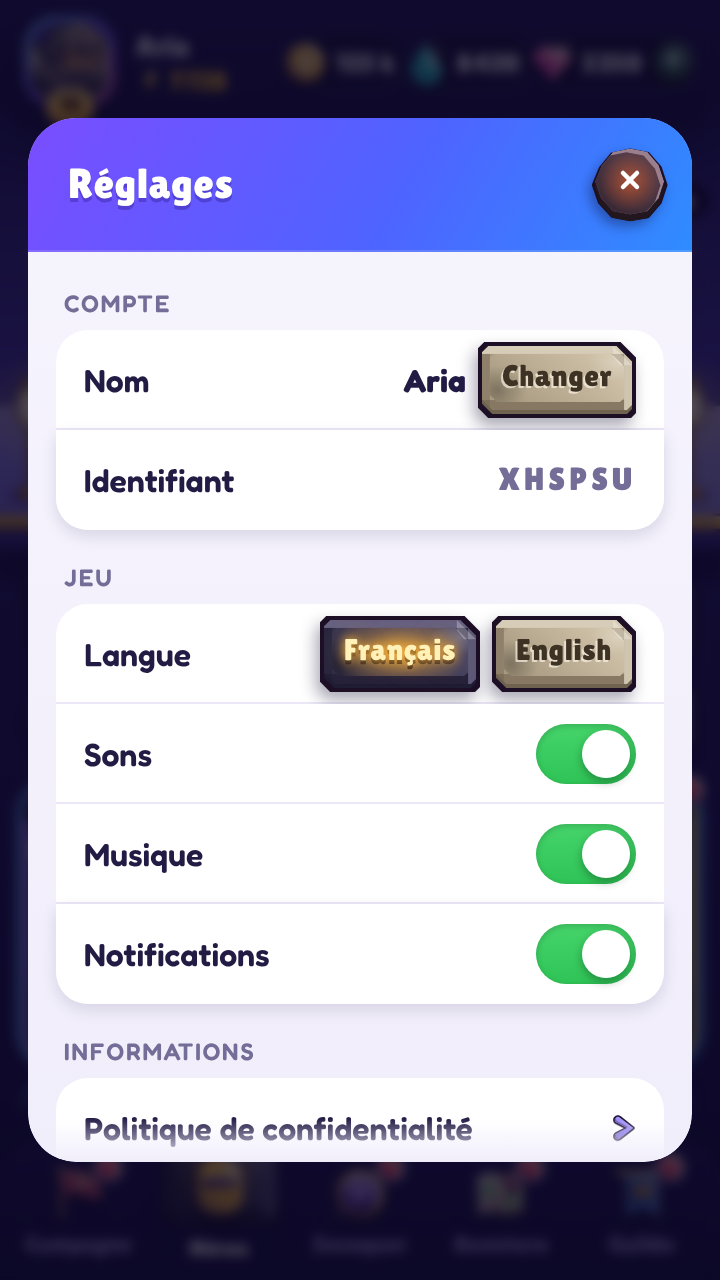 Réglages
COMPTE
Nom Aria Changer
Identifiant XHSPSU
JEU
Langue Français English
Sons
Musique
Notifications
INFORMATIONS
Politique de confidentialité